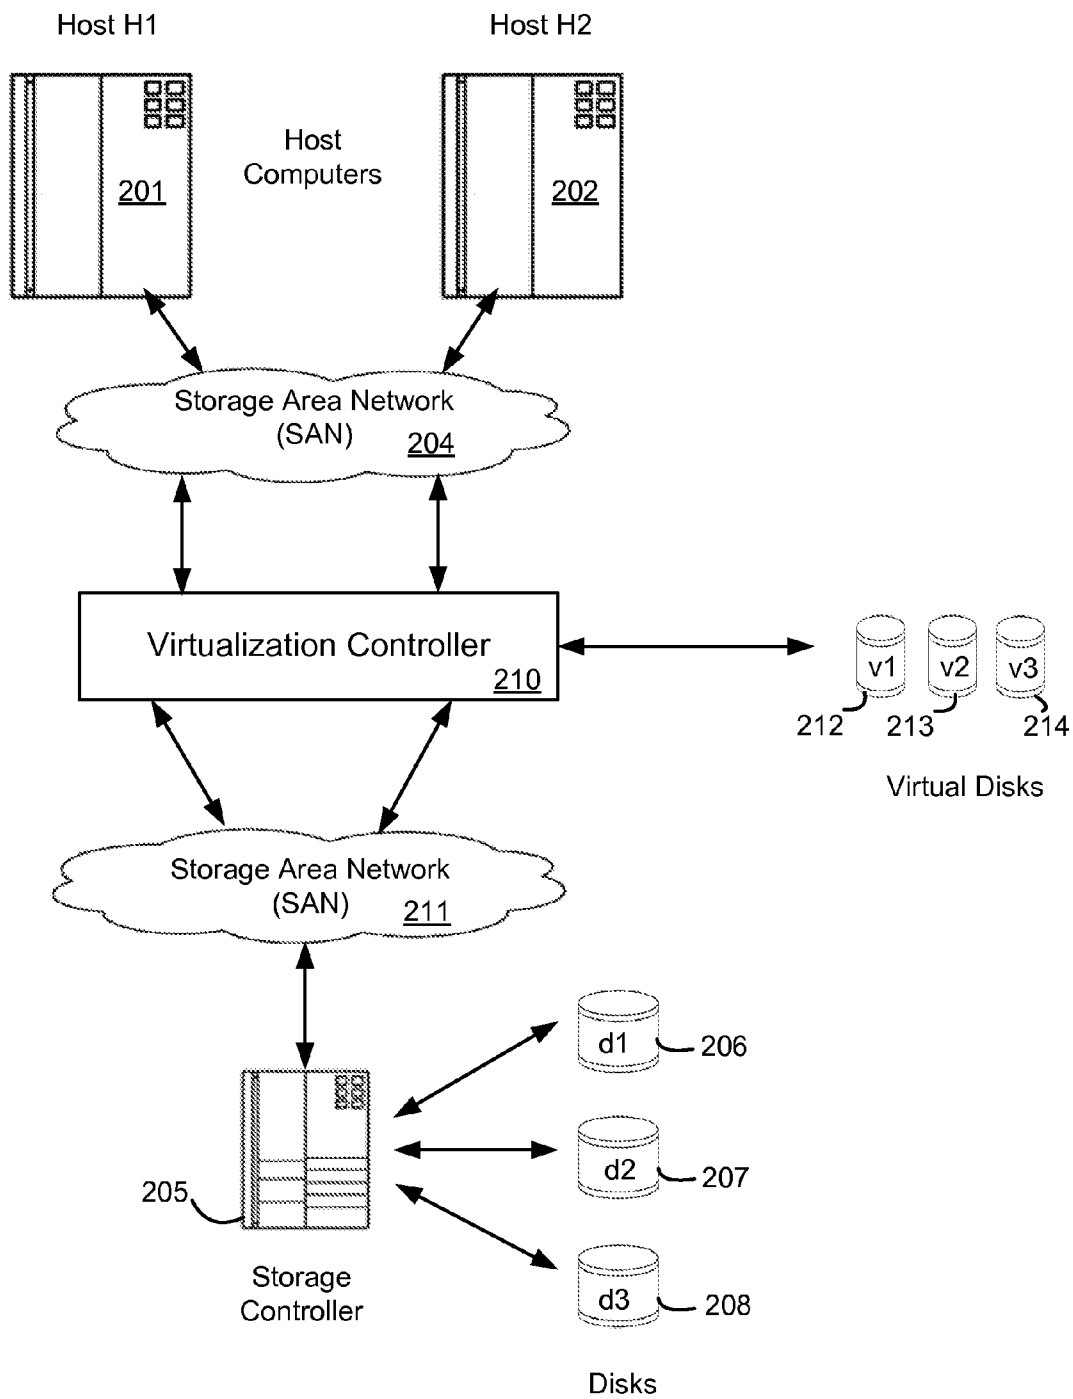 Host H1
Host H2
Host
Computers
201
202
Storage Area Network
(SAN)
204
Virtualization Controller
210
v1
v2
v3
212
213
214
Virtual Disks
Storage Area Network
(SAN)
211
d1
206
d2
207
205
d3
208
Storage
Controller
Disks